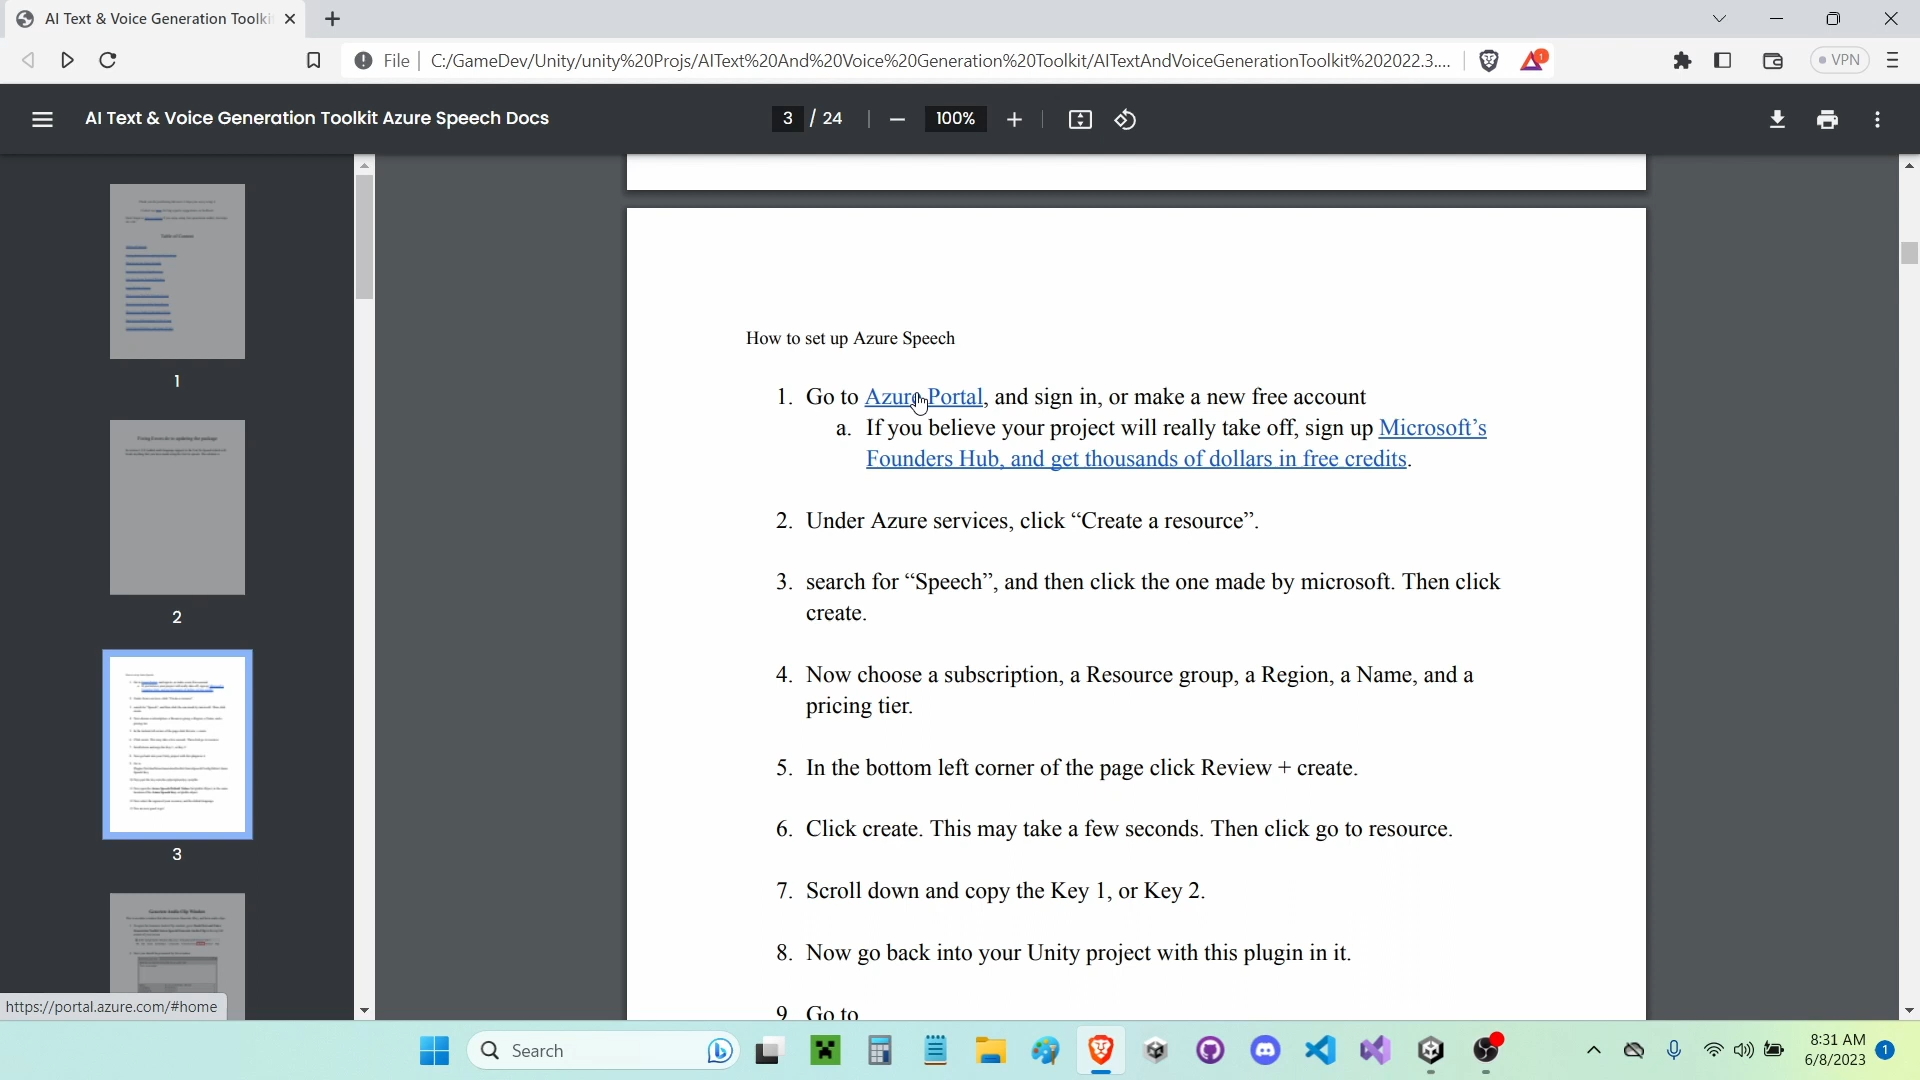 AI Text & Voice Generation Toolki
File
C:/GameDev/Unity/unity%20Projs/AIText%20And%20Voice%20Generation%20Toolkit/AITextAndVoiceGenerationToolkit%202022.3....
1
VPN
AI Text & Voice Generation Toolkit Azure Speech Docs
3 / 24
100%
1
2
3
How to set up Azure Speech
1. Go to Azure Portal, and sign in, or make a new free account
a. If you believe your project will really take off, sign up Microsoft's
Founders Hub, and get thousands of dollars in free credits.
2. Under Azure services, click “Create a resource”.
3. search for “Speech”, and then click the one made by microsoft. Then click
create.
4. Now choose a subscription, a Resource group, a Region, a Name, and a
pricing tier.
5. In the bottom left corner of the page click Review + create.
6. Click create. This may take a few seconds. Then click go to resource.
7. Scroll down and copy the Key 1, or Key 2.
8. Now go back into your Unity project with this plugin in it.
9. Go to
https://portal.azure.com/#home
Search
8:31 AM
6/8/2023
1